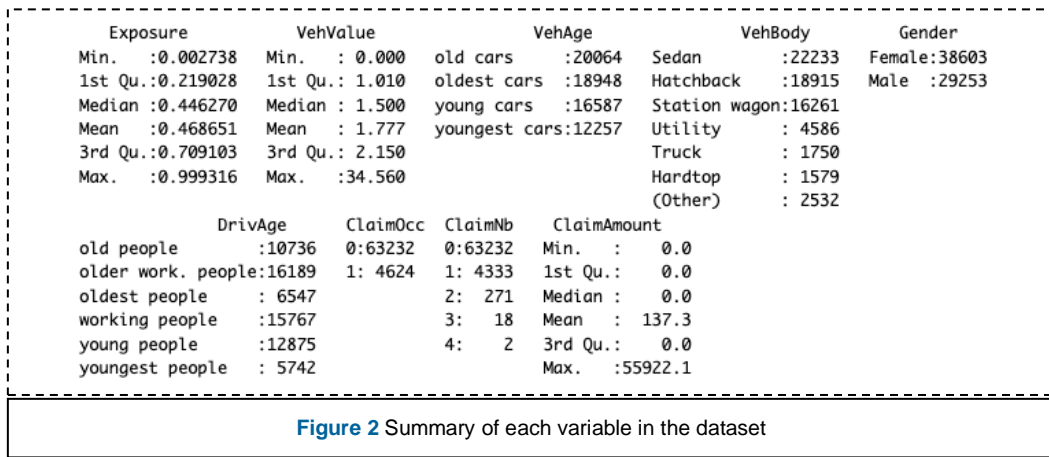 Exposure VehValue VehAge VehBody Gender
Min. :0.002738 Min. : 0.000 old cars :20064 Sedan :22233 Female:38603
1st Qu.:0.219028 1st Qu.: 1.010 oldest cars :18948 Hatchback :18915 Male :29253
Median :0.446270 Median : 1.500 young cars :16587 Station wagon:16261
Mean :0.468651 Mean : 1.777 youngest cars:12257 Utility : 4586
3rd Qu.:0.709103 3rd Qu.: 2.150 Truck : 1750
Max. :0.999316 Max. :34.560 Hardtop : 1579
(Other) : 2532
DrivAge ClaimOcc ClaimNb ClaimAmount
old people :10736 0:63232 0:63232 Min. : 0.0
older work. people:16189 1: 4624 1: 4333 1st Qu.: 0.0
oldest people : 6547 2: 271 Median : 0.0
working people :15767 3: 18 Mean : 137.3
young people :12875 4: 2 3rd Qu.: 0.0
youngest people : 5742 Max. :55922.1
Figure 2 Summary of each variable in the dataset